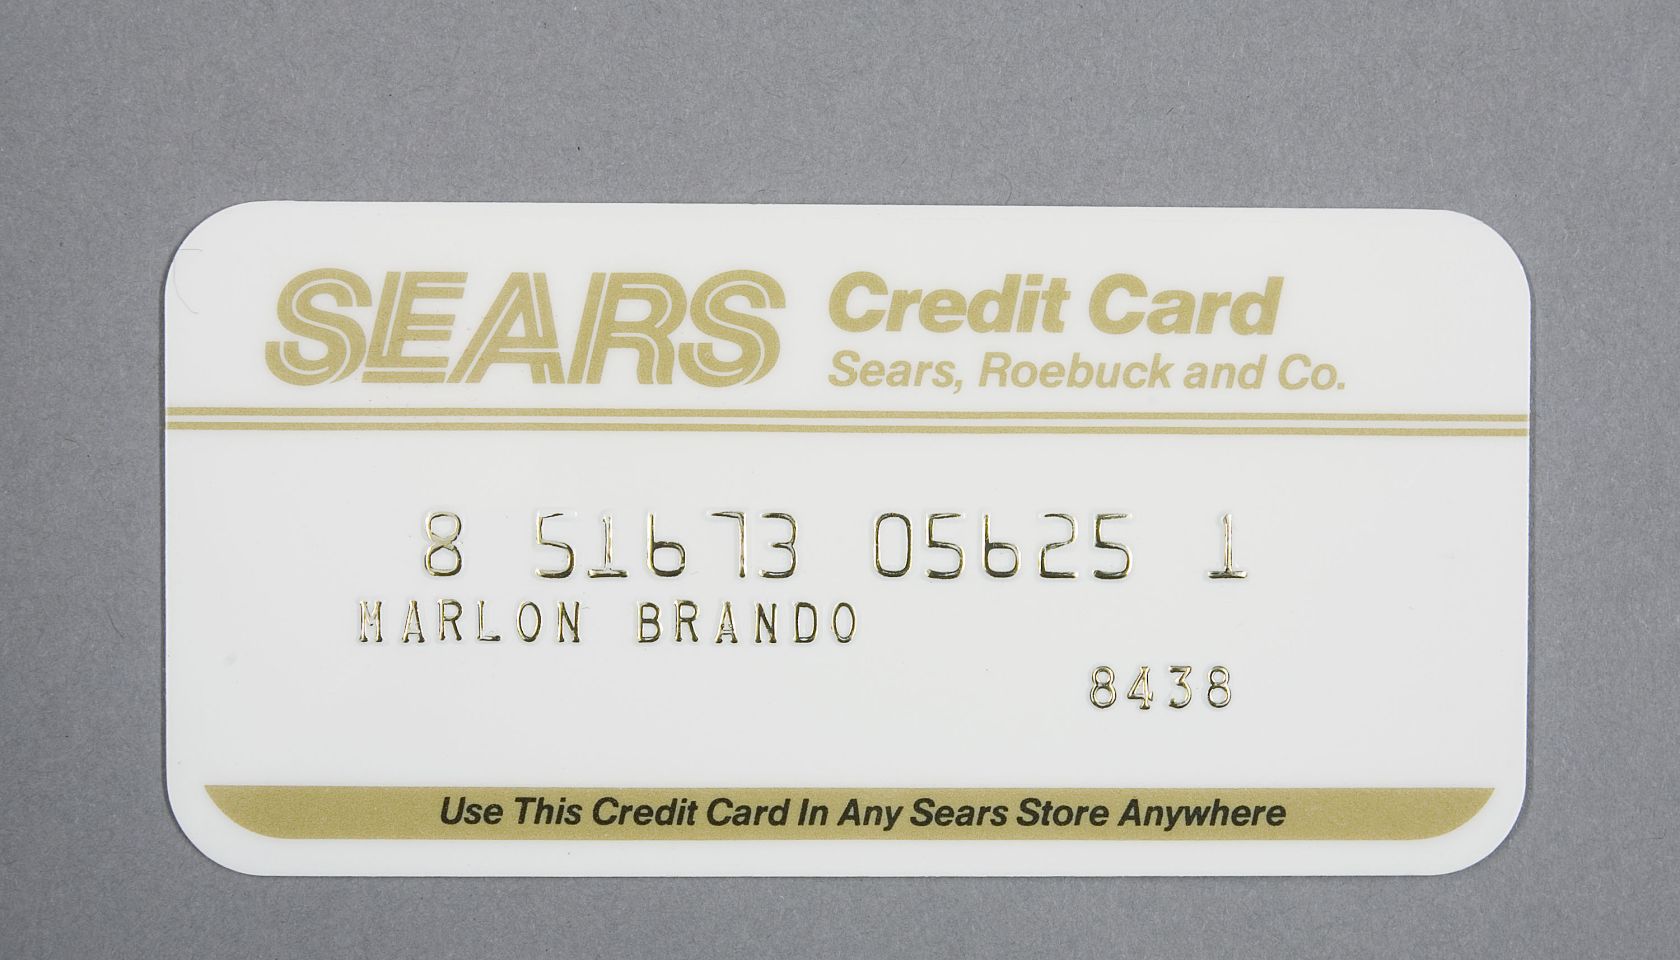 SEARS Credit Card
Sears, Roebuck and Co.
8 51673 05625 1
MARLON BRANDO
8438
Use This Credit Card In Any Sears Store Anywhere